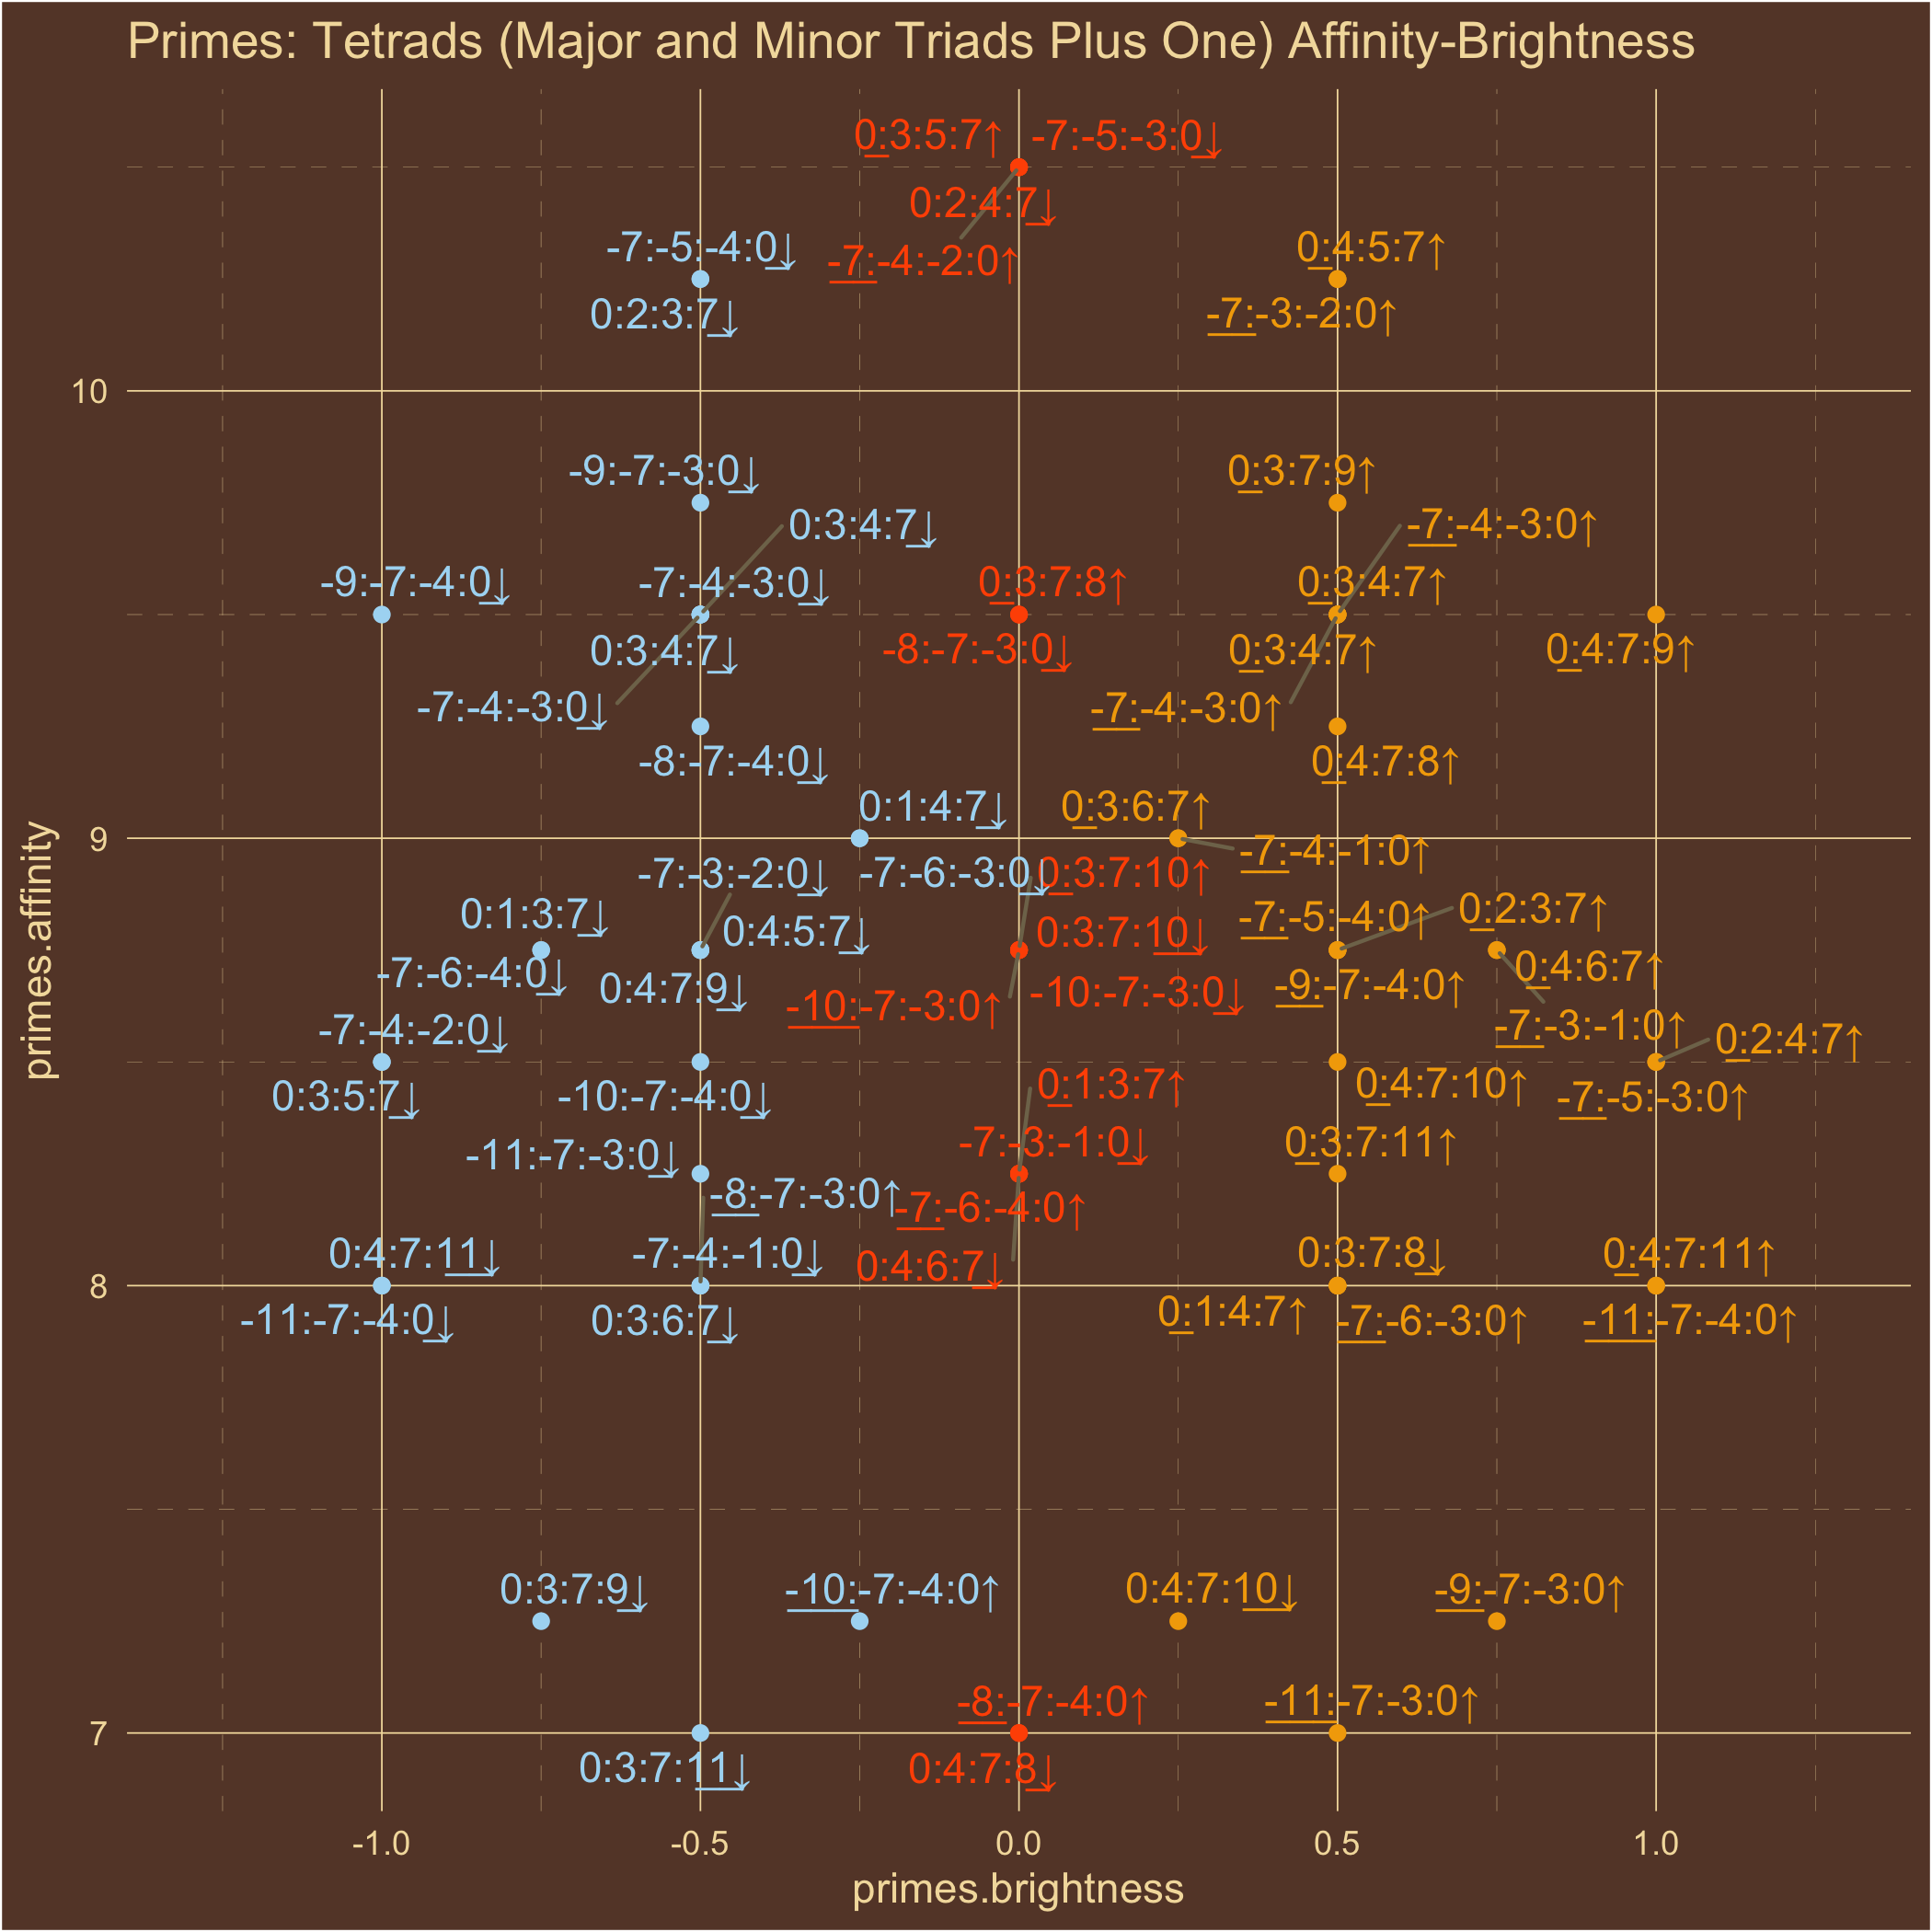 Primes: Tetrads (Major and Minor Triads Plus One) Affinity-Brightness
0:3:5:7↑ -7:-5:-3:0↓
0:2:4:7↓
-7:-5:-4:0↓ -7:-4:-2:0↑ 0:4:5:7↑
0:2:3:7↓ -7:-3:-2:0↑
10
-9:-7:-3:0↓ 0:3:7:9↑
0:3:4:7↓ -7:-4:-3:0↑
-9:-7:-4:0↓ -7:-4:-3:0↓ 0:3:7:8↑ 0:3:4:7↑
0:3:4:7↓ -8:-7:-3:0↓ 0:3:4:7↑ 0:4:7:9↑
-7:-4:-3:0↓ -7:-4:-3:0↑
-8:-7:-4:0↓ 0:4:7:8↑
0:1:4:7↓ 0:3:6:7↑
9
-7:-4:-1:0↑
-7:-3:-2:0↓ -7:-6:-3:0↓ 0:3:7:10↑
0:1:3:7↓ -7:-5:-4:0↑ 0:2:3:7↑
0:4:5:7↓ 0:3:7:10↓
-7:-6:-4:0↓ 0:4:6:7↑
0:4:7:9↓ -10:-7:-3:0↑ -10:-7:-3:0↓ -9:-7:-4:0↑
-7:-4:-2:0↓ -7:-3:-1:0↑ 0:2:4:7↑
0:3:5:7↓ -10:-7:-4:0↓ 0:1:3:7↑ 0:4:7:10↑ -7:-5:-3:0↑
-11:-7:-3:0↓ -7:-3:-1:0↓ 0:3:7:11↑
-8:-7:-3:0↑ -7:-6:-4:0↑
0:4:7:11↓ -7:-4:-1:0↓ 0:4:6:7↓ 0:3:7:8↓ 0:4:7:11↑
8
-11:-7:-4:0↓ 0:3:6:7↓ 0:1:4:7↑ -7:-6:-3:0↑ -11:-7:-4:0↑
0:3:7:9↓ -10:-7:-4:0↑ 0:4:7:10↓ -9:-7:-3:0↑
-8:-7:-4:0↑ -11:-7:-3:0↑
7
0:3:7:11↓ 0:4:7:8↓
-1.0 -0.5 0.0 0.5 1.0
primes.brightness
primes.affinity